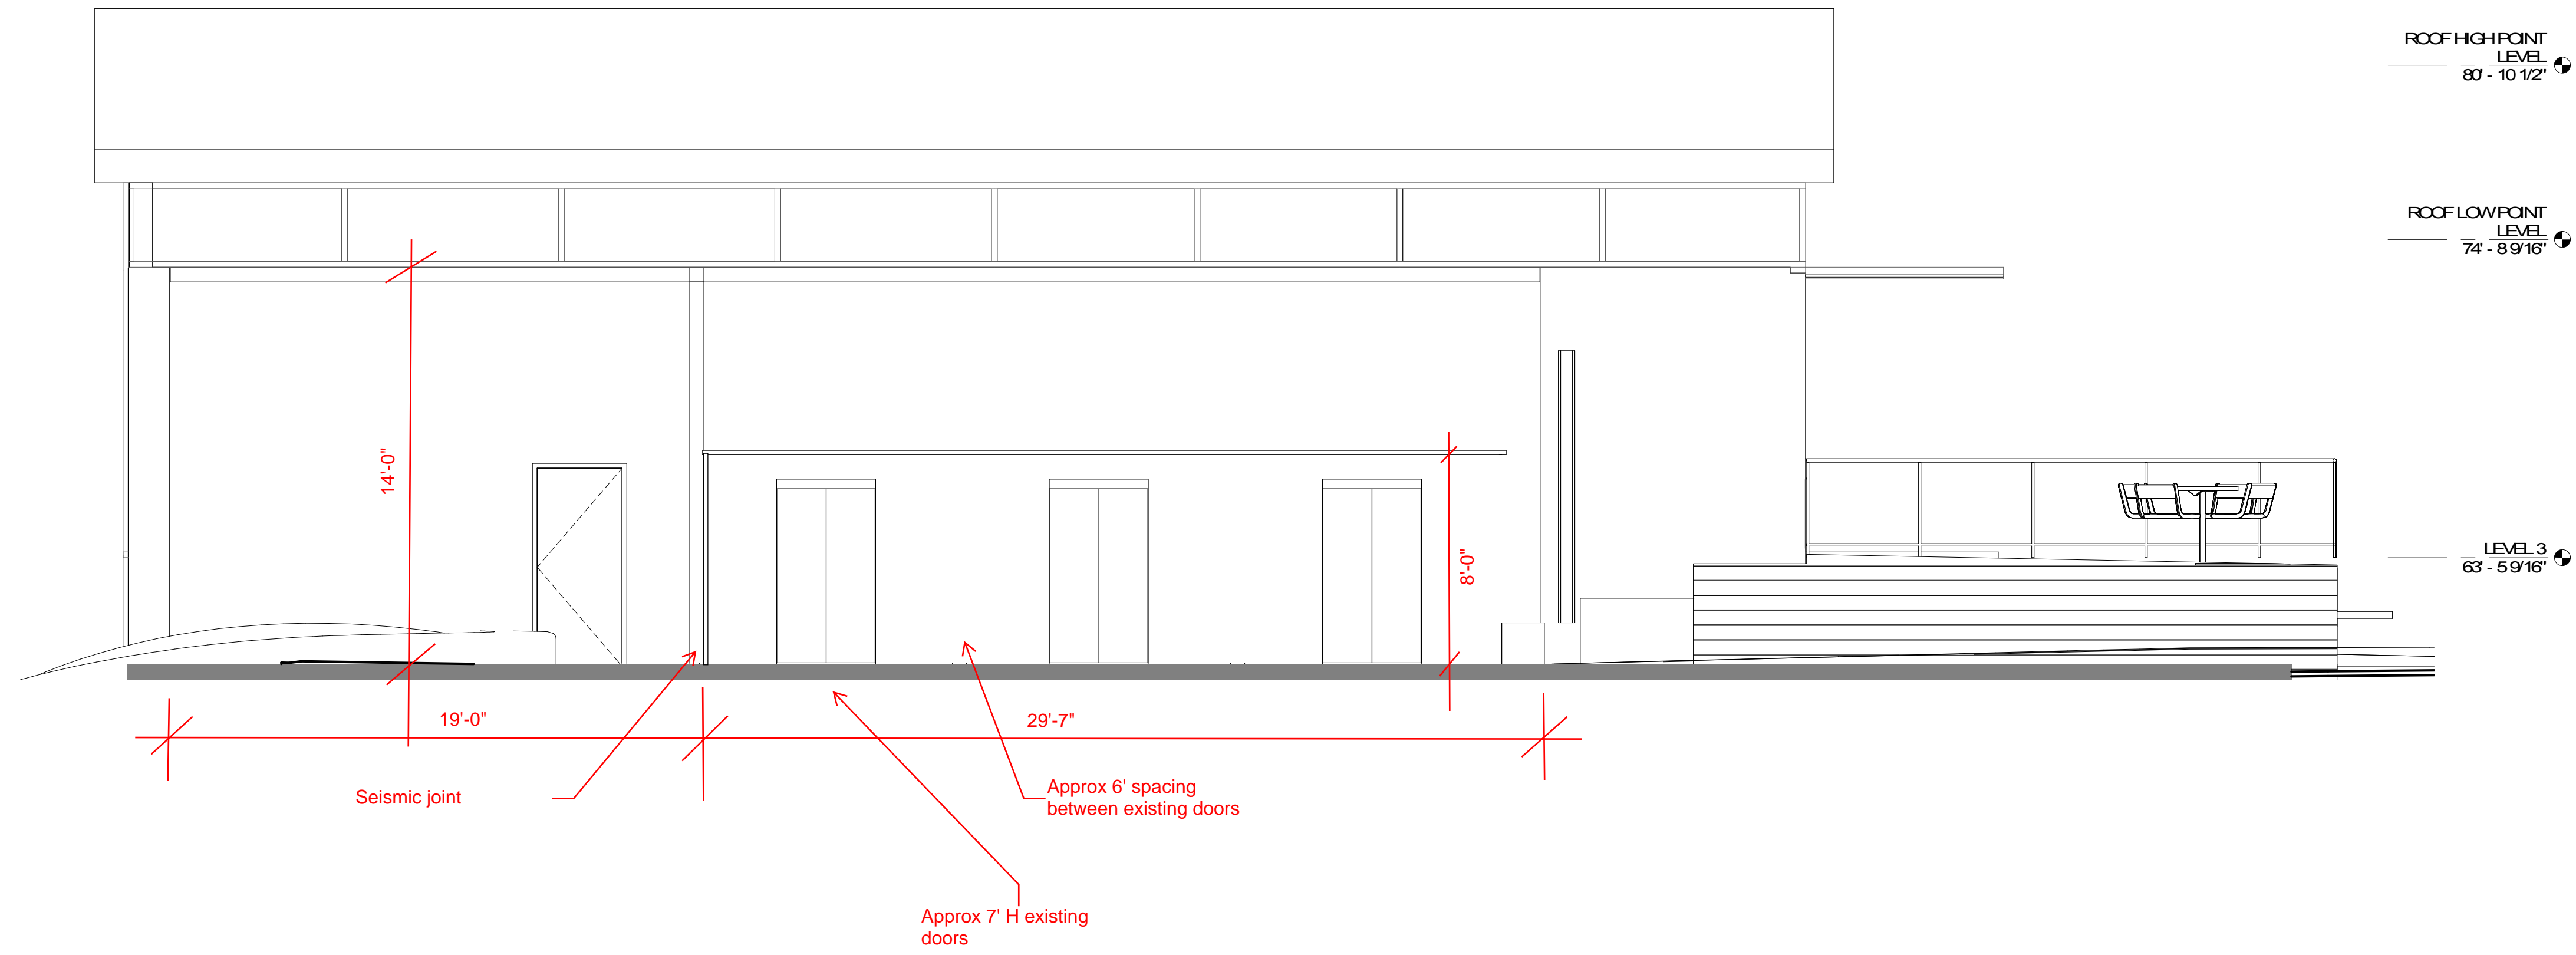 ROOF HIGH POINT
LEVEL
80' - 10 1/2"
ROOF LOW POINT
LEVEL
74' - 8 9/16"
14'-0"
8'-0"
LEVEL 3
63' - 5 9/16"
19'-0"
29'-7"
Seismic joint
Approx 6' spacing
between existing doors
Approx 7' H existing
doors